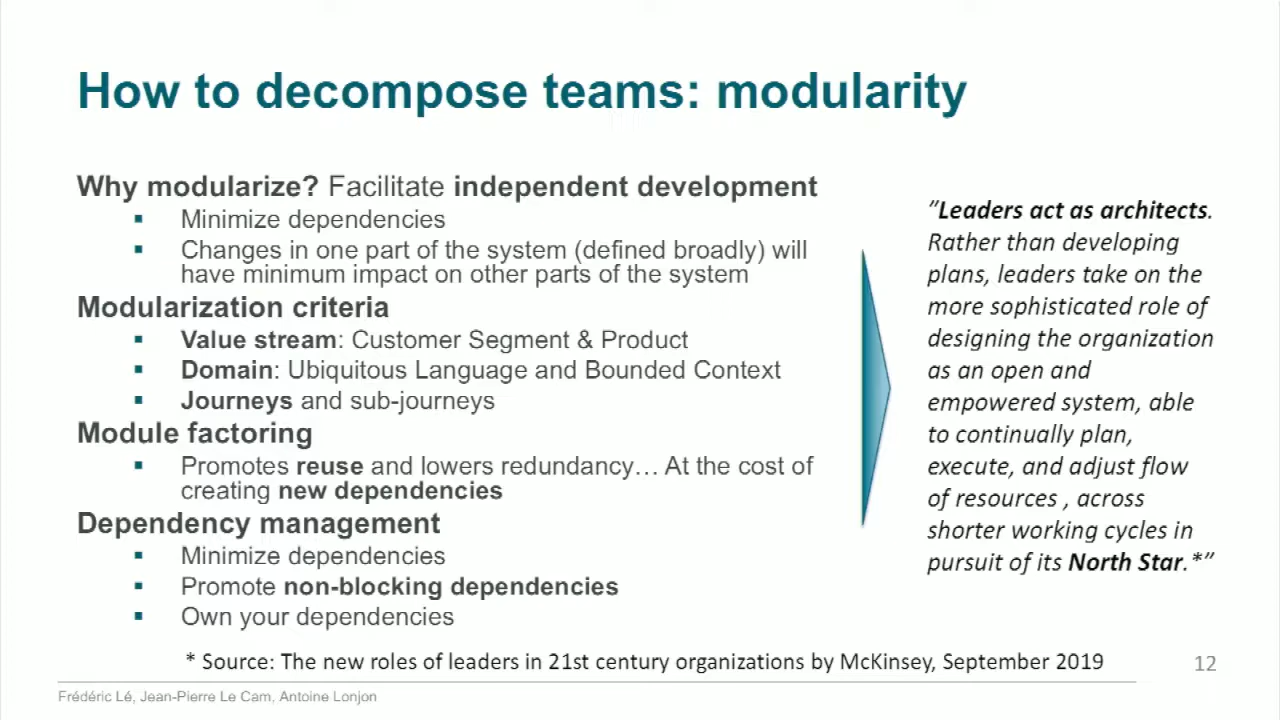 How to decompose teams: modularity
Why modularize? Facilitate independent development
▪ Minimize dependencies
▪ Changes in one part of the system (defined broadly) will
have minimum impact on other parts of the system
Modularization criteria
▪ Value stream: Customer Segment & Product
▪ Domain: Ubiquitous Language and Bounded Context
▪ Journeys and sub-journeys
Module factoring
▪ Promotes reuse and lowers redundancy… At the cost of
creating new dependencies
Dependency management
▪ Minimize dependencies
▪ Promote non-blocking dependencies
▪ Own your dependencies
”Leaders act as architects.
Rather than developing
plans, leaders take on the
more sophisticated role of
designing the organization
as an open and
empowered system, able
to continually plan,
execute, and adjust flow
of resources , across
shorter working cycles in
pursuit of its North Star.*”
* Source: The new roles of leaders in 21st century organizations by McKinsey, September 2019
12
Frédéric Lé, Jean-Pierre Le Cam, Antoine Lonjon